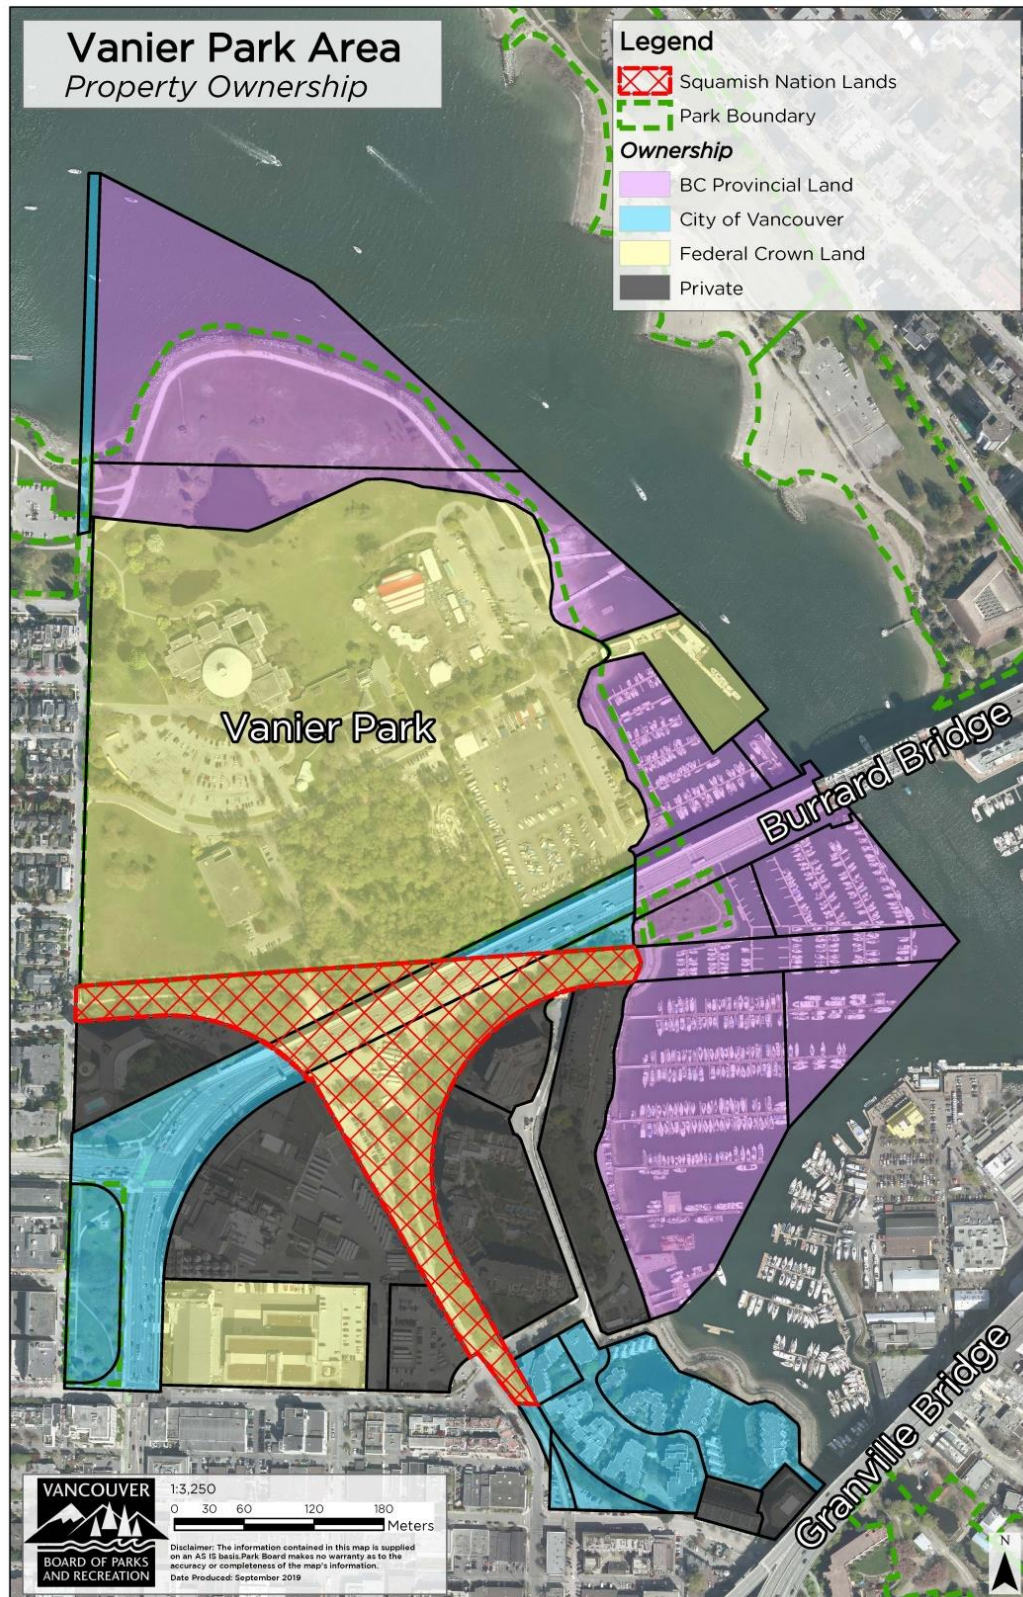 Vanier Park Area
Property Ownership
Legend
Squamish Nation Lands
Park Boundary
Ownership
BC Provincial Land
City of Vancouver
Federal Crown Land
Private
Vanier Park
Burrard Bridge
Granville Bridge
VANCOUVER
BOARD OF PARKS
AND RECREATION
1:3,250
0 30 60 120 180
Meters
Disclaimer: The information contained in this map is supplied
on an AS IS basis.Park Board makes no warranty as to the
accuracy or completeness of the map's information.
Date Produced: September 2019
N